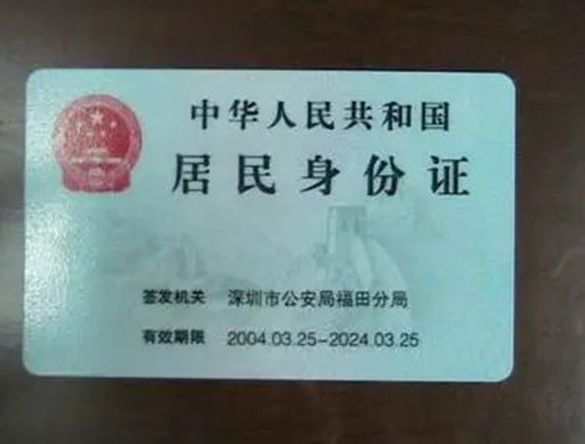 中华人民共和国
居民身份证
签发机关 深圳市公安局福田分局
有效期限 2004.03.25-2024.03.25